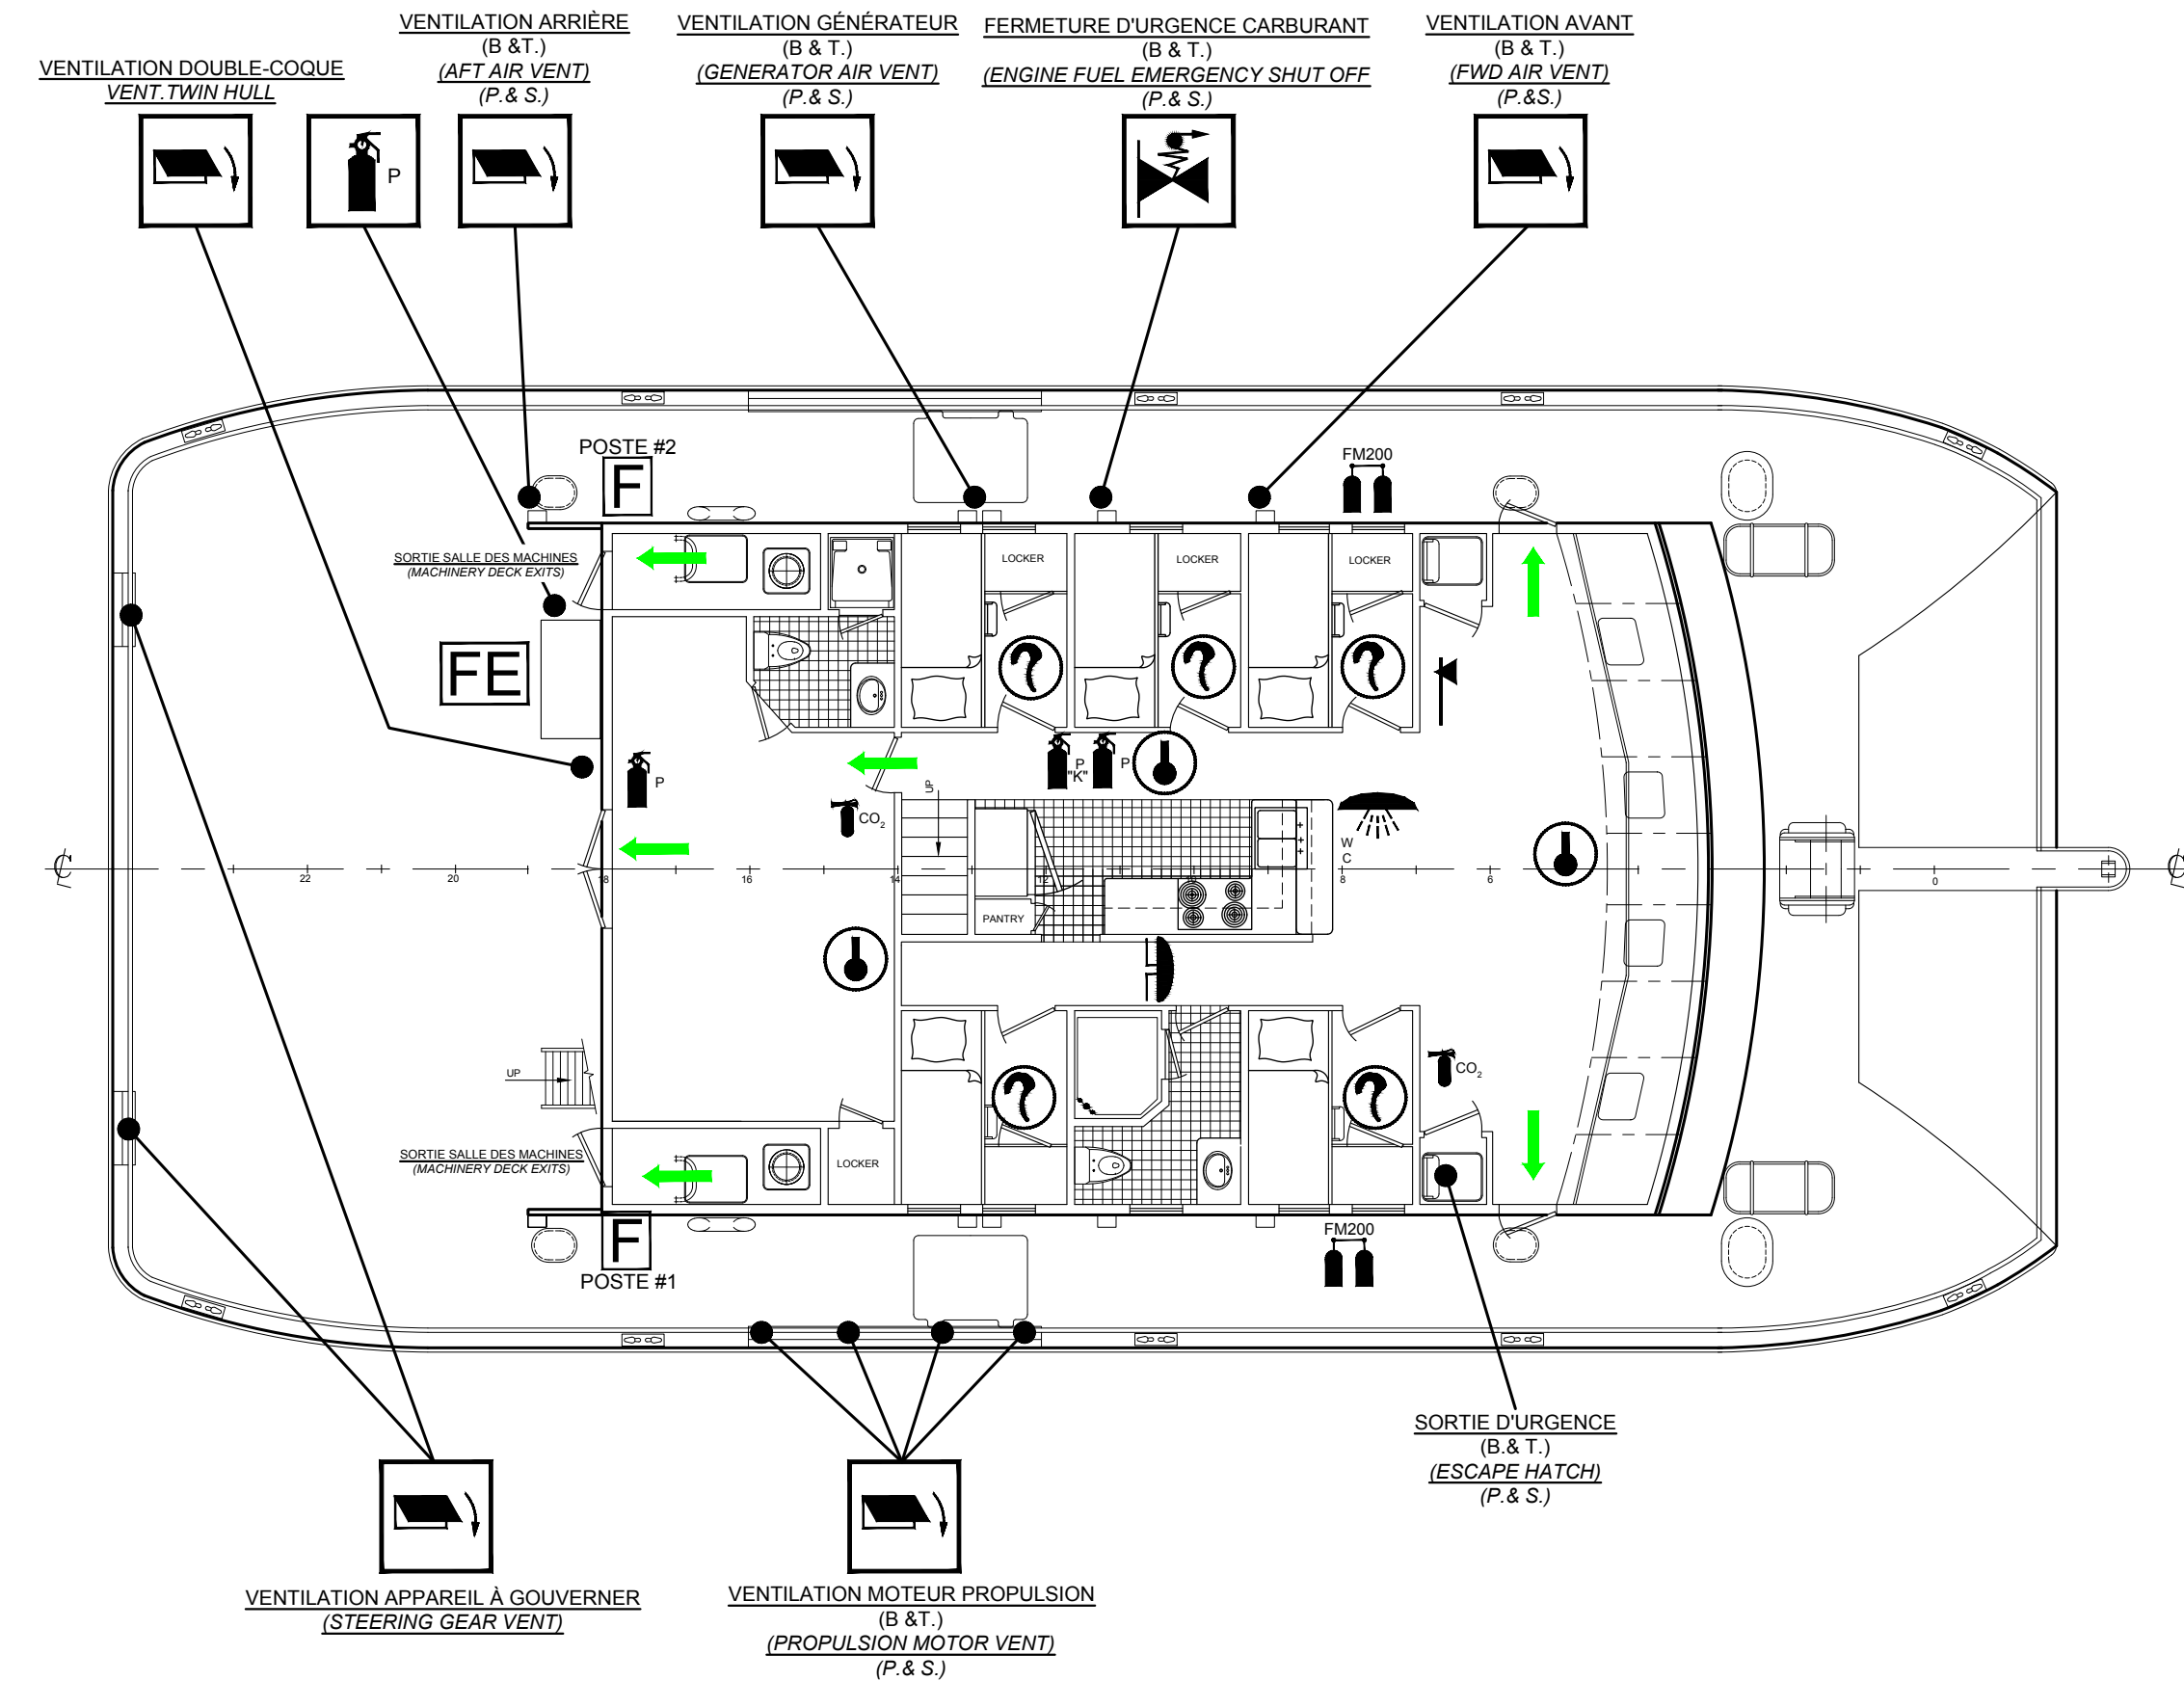 VENTILATION DOUBLE-COQUE
VENT.TWIN HULL
VENTILATION ARRIÈRE
(B &T.)
(AFT AIR VENT)
(P.& S.)
VENTILATION GÉNÉRATEUR
(B & T.)
(GENERATOR AIR VENT)
(P.& S.)
FERMETURE D'URGENCE CARBURANT
(B & T.)
(ENGINE FUEL EMERGENCY SHUT OFF
(P.& S.)
VENTILATION AVANT
(B & T.)
(FWD AIR VENT)
(P.&S.)
P
POSTE #2
F
FM200
SORTIE SALLE DES MACHINES
(MACHINERY DECK EXITS)
LOCKER
LOCKER
LOCKER
FE
P
P
"K"
P
UP
CO2
W
C
22
20
18
16
14
12
10
8
6
0
PANTRY
UP
CO2
SORTIE SALLE DES MACHINES
(MACHINERY DECK EXITS)
LOCKER
F
POSTE #1
FM200
SORTIE D'URGENCE
(B.& T.)
(ESCAPE HATCH)
(P.& S.)
VENTILATION APPAREIL À GOUVERNER
(STEERING GEAR VENT)
VENTILATION MOTEUR PROPULSION
(B &T.)
(PROPULSION MOTOR VENT)
(P.& S.)